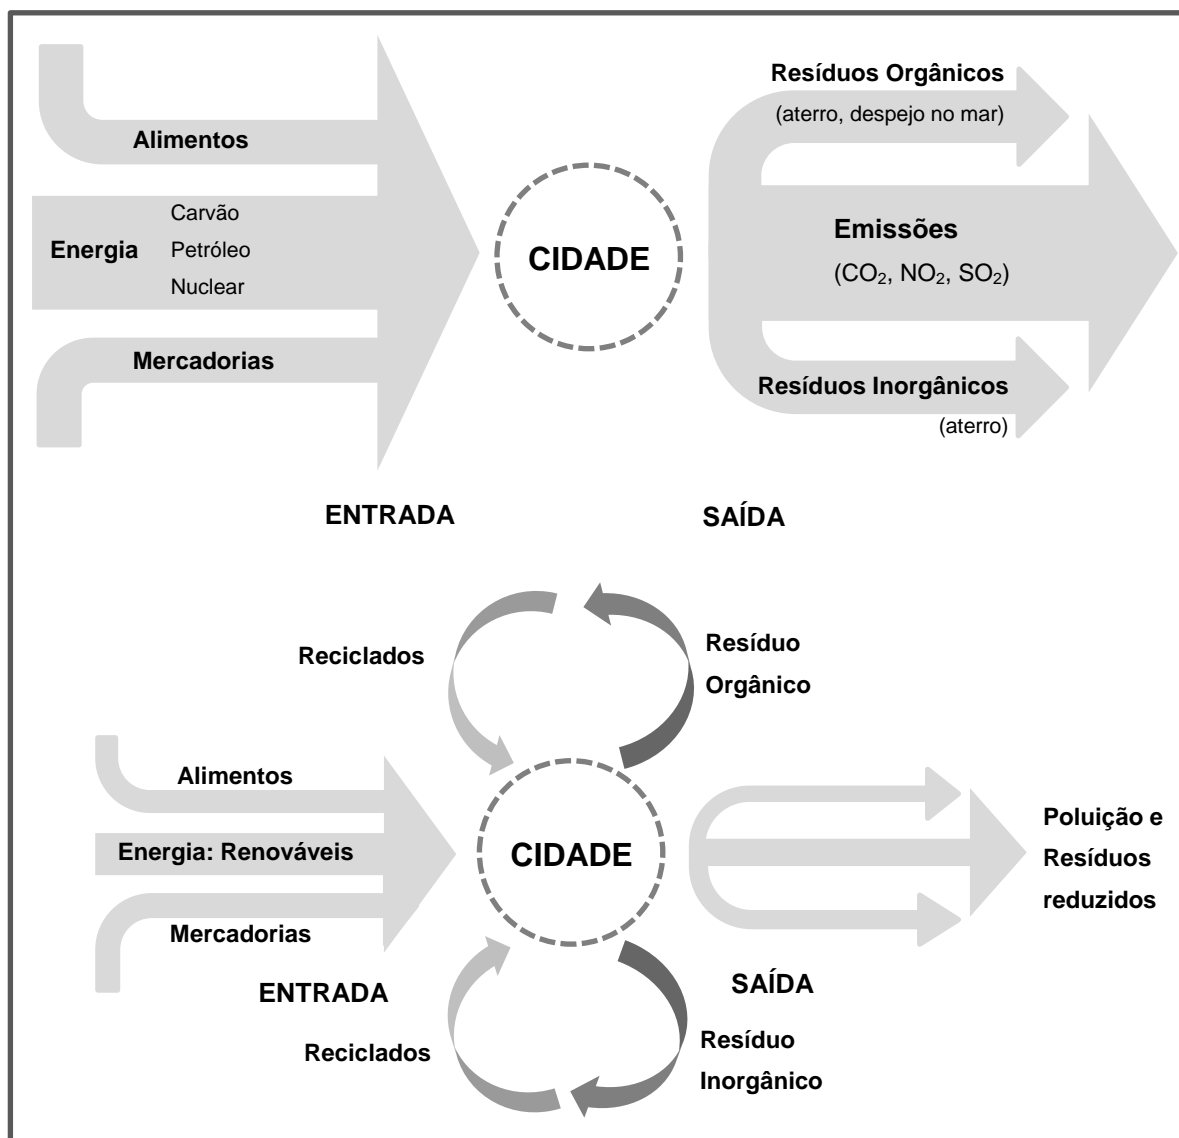 Resíduos Orgânicos
(aterro, despejo no mar)
Alimentos
Carvão
Energia
Petróleo
Nuclear
CIDADE
Emissões
(CO₂, NO₂, SO₂)
Mercadorias
Resíduos Inorgânicos
(aterro)
ENTRADA
SAÍDA
Reciclados
Resíduo
Orgânico
Alimentos
Energia: Renováveis
Mercadorias
CIDADE
Poluição e
Resíduos
reduzidos
ENTRADA
SAÍDA
Reciclados
Resíduo
Inorgânico